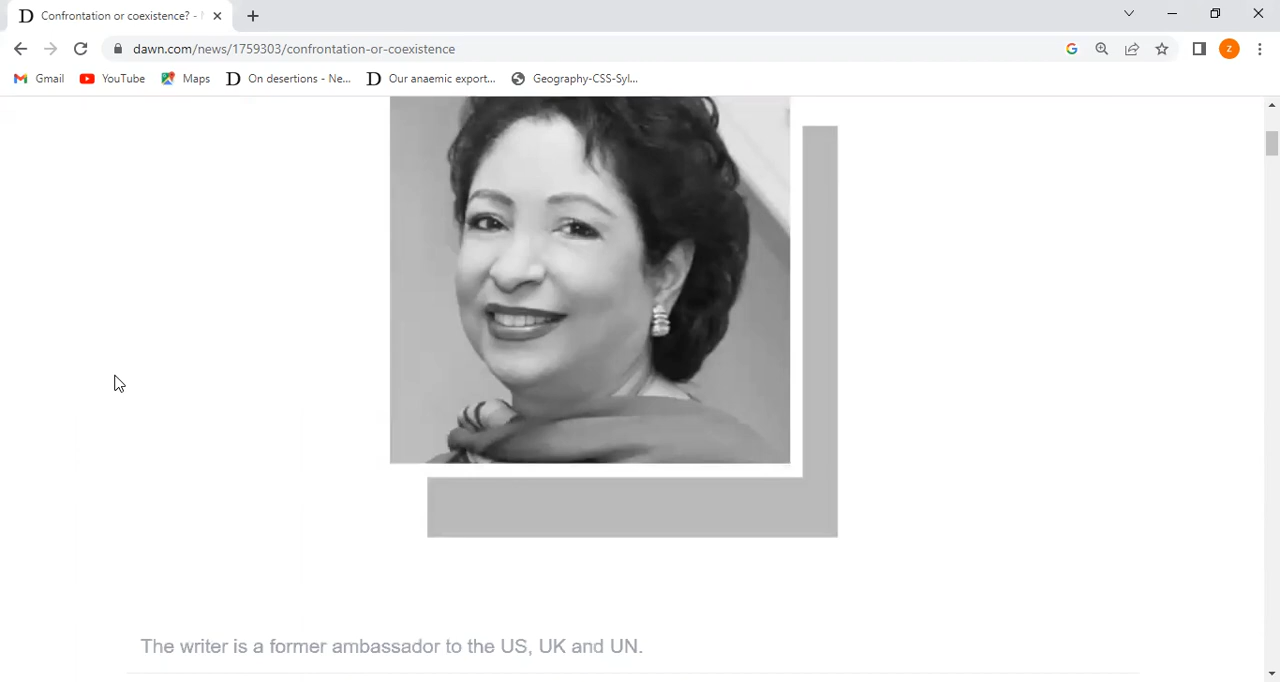 D Confrontation or coexistence? -
dawn.com/news/1759303/confrontation-or-coexistence
G
z
Gmail YouTube Maps D On desertions - Ne... D Our anaemic export... Geography-CSS-Syl...
The writer is a former ambassador to the US, UK and UN.